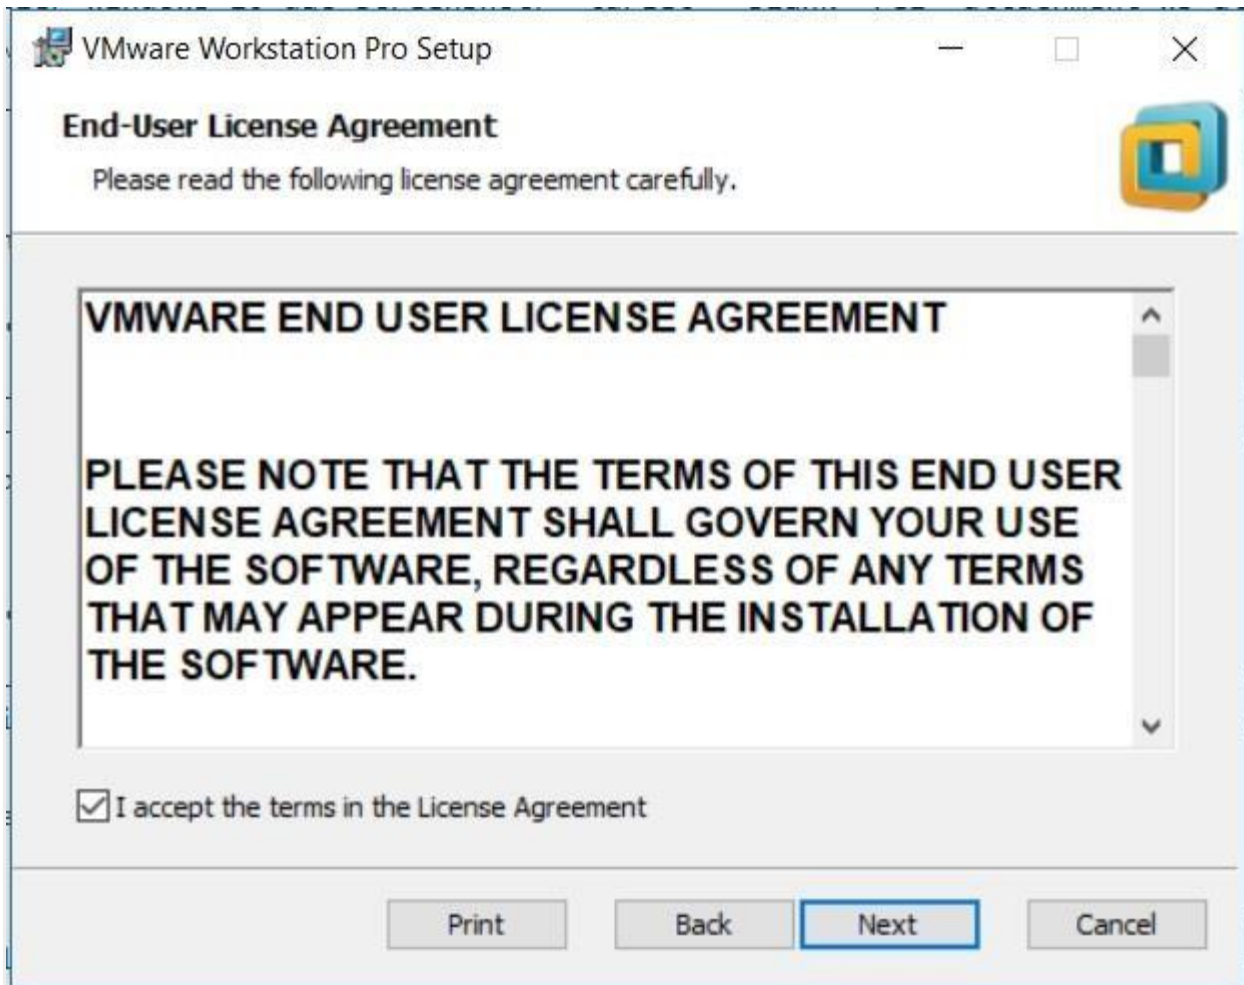 VMware Workstation Pro Setup
End-User License Agreement
Please read the following license agreement carefully.
VMWARE END USER LICENSE AGREEMENT
PLEASE NOTE THAT THE TERMS OF THIS END USER
LICENSE AGREEMENT SHALL GOVERN YOUR USE
OF THE SOFTWARE, REGARDLESS OF ANY TERMS
THAT MAY APPEAR DURING THE INSTALLATION OF
THE SOFTWARE.
I accept the terms in the License Agreement
Print Back Next Cancel